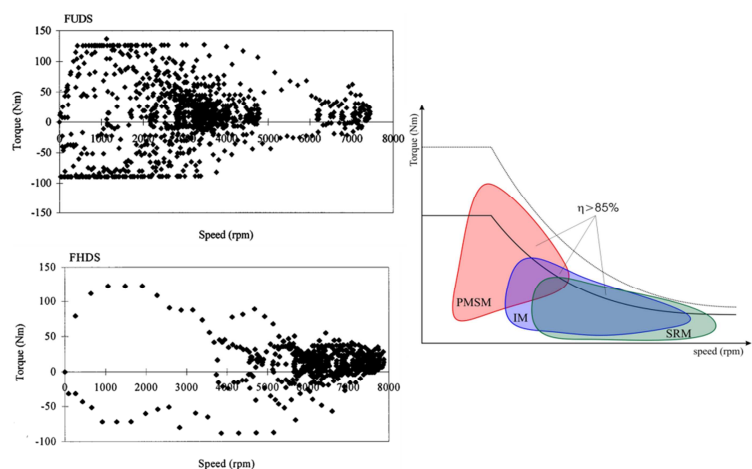 FUDS
150
100
50
0
-50
-100
-150
0 1000 2000 3000 4000 5000 6000 7000 8000
Torque (Nm)
Speed (rpm)
FHDS
150
100
50
0
-50
-100
0 1000 2000 3000 4000 5000 6000 7000 8000
Torque (Nm)
Speed (rpm)
Torque (Nm)
η>85%
PMSM
IM
SRM
speed (rpm)